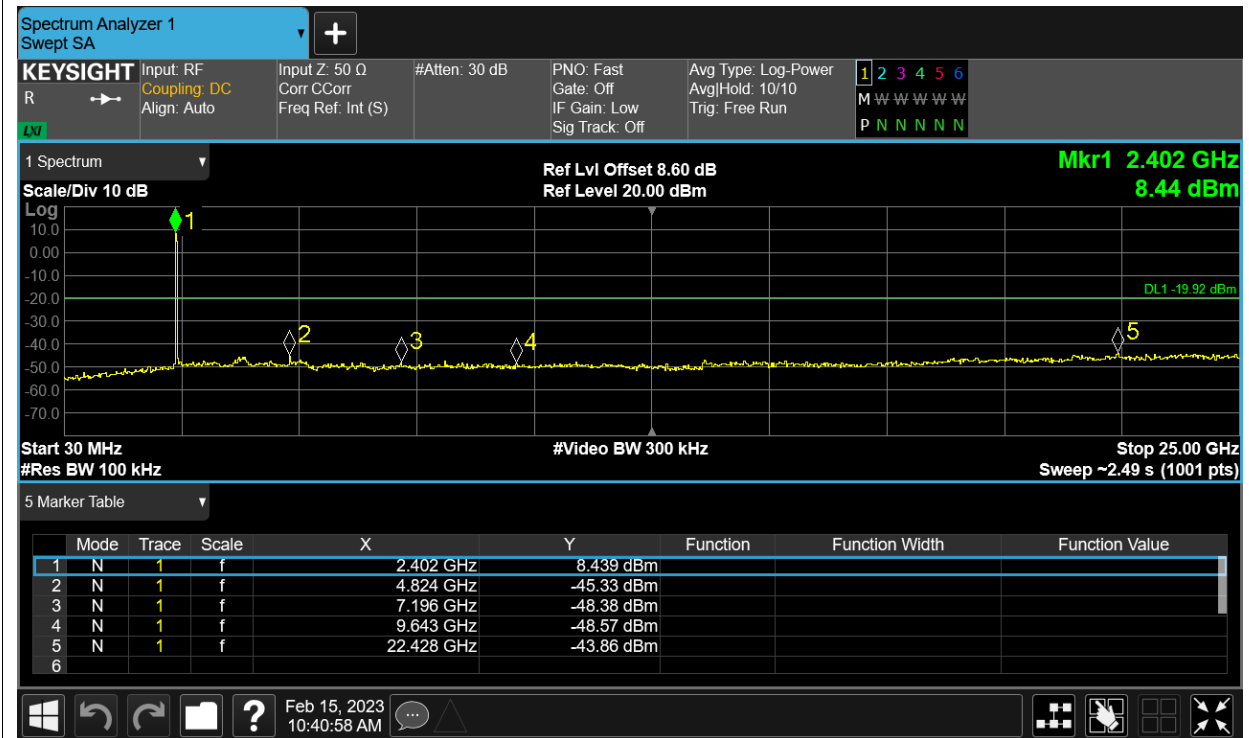 Spectrum Analyzer 1
Swept SA
+
KEYSIGHT Input: RF Input Z: 50 Ω #Atten: 30 dB PNO: Fast Avg Type: Log-Power 1 2 3 4 5 6
R Coupling: DC Corr CCorr Gate: Off Avg|Hold: 10/10 M W W W W W
Align: Auto Freq Ref: Int (S) IF Gain: Low Trig: Free Run
LXI Sig Track: Off P N N N N N
1 Spectrum Ref Lvl Offset 8.60 dB Mkr1 2.402 GHz
Scale/Div 10 dB Ref Level 20.00 dBm 8.44 dBm
Log
1
10.0
0.00
-10.0
DL1 -19.92 dBm
-20.0
-30.0
2 3 4 5
-40.0
-50.0
-60.0
-70.0
Start 30 MHz #Video BW 300 kHz Stop 25.00 GHz
#Res BW 100 kHz Sweep ~2.49 s (1001 pts)
5 Marker Table
Mode Trace Scale X Y Function Function Width Function Value
1 N 1 f 2.402 GHz 8.439 dBm
2 N 1 f 4.824 GHz -45.33 dBm
3 N 1 f 7.196 GHz -48.38 dBm
4 N 1 f 9.643 GHz -48.57 dBm
5 N 1 f 22.428 GHz -43.86 dBm
6
? Feb 15, 2023
10:40:58 AM